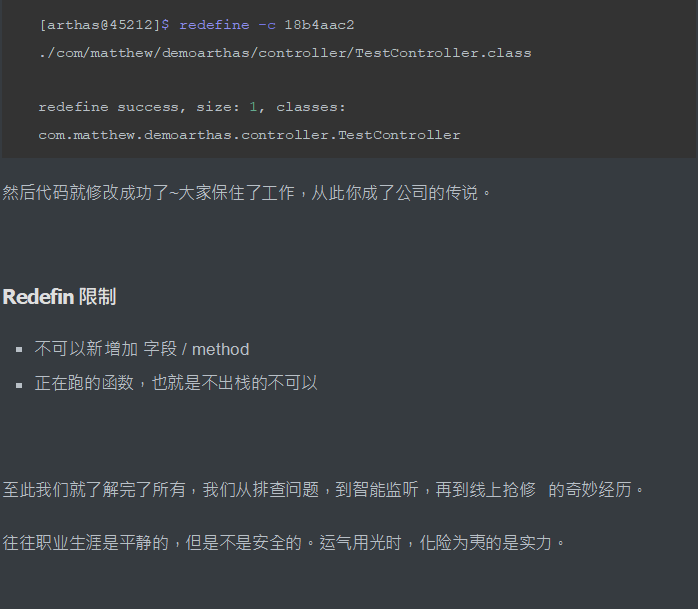 [arthas@45212]$ redefine -c 18b4aac2
./com/matthew/demoarthas/controller/TestController.class
redefine success, size: 1, classes:
com.matthew.demoarthas.controller.TestController
然后代码就修改成功了~大家保住了工作，从此你成了公司的传说。
Redefin 限制
不可以新增加 字段 / method
正在跑的函数，也就是不出栈的不可以
至此我们就了解完了所有，我们从排查问题，到智能监听，再到线上抢修 的奇妙经历。
往往职业生涯是平静的，但是不是安全的。运气用光时，化险为夷的是实力。